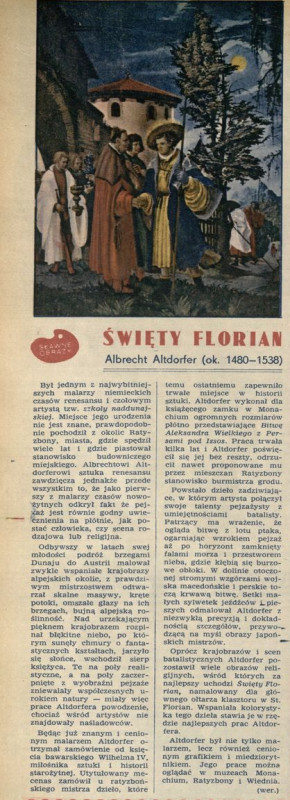 SŁAWNE
OBRAZY
ŚWIĘTY FLORIAN
Albrecht Altdorfer (ok. 1480—1538)
Był jednym z najwybitniej-
szych malarzy niemieckich
czasów renesansu i czołowym
artystą tzw. szkoły naddunaj-
skiej. Miejsce jego urodzenia
nie jest znane, prawdopodob-
nie pochodził z okolic Raty-
zbony, miasta, gdzie spędził
wiele lat i gdzie piastował
stanowisko budowniczego
miejskiego. Albrechtowi Alt-
dorferowi sztuka renesansu
zawdzięcza jednakże przede
wszystkim to, że jako pierw-
szy z malarzy czasów nowo-
żytnych odkrył fakt że pej-
zaż jest równie godny uwie-
cznienia na płótnie, jak po-
stać człowieka, czy scena ro-
dzajowa lub religijna.
Odbywszy w latach swej
młodości podróż brzegami
Dunaju do Austrii malował
zwykle wspaniałe krajobrazy
alpejskich okolic, z prawdzi-
wym mistrzostwem odtwa-
rzał skalne masywy, kręte
potoki, omszałe głazy na ich
brzegach, bujną alpejską ro-
ślinność. Nad urzekającym
pięknem krajobrazem rozpi-
nał błękitne niebo, po któ-
rym sunęły chmury o fanta-
stycznych kształtach, jarzyło
się słońce, wschodził sierp
księżyca. Te na poły reali-
styczne, a na poły zaczer-
pnięte z wyobraźni pejzaże
zniewalały współczesnych u-
rokiem natury — miały więc
prace Altdorfera powodzenie,
chociaż wśród artystów nie
znajdowały naśladowców.
Będąc już znanym i cenio-
nym malarzem Altdorfer o-
trzymał zamówienie od księ-
cia bawarskiego Wilhelma IV,
miłośnika sztuki i historii
starożytnej. Utytułowany me-
cenas zamówił u ratyzboń-
skiego mistrza dzieło, które
temu ostatniemu zapewniło
trwałe miejsce w historii
sztuki. Altdorfer wykonał dla
książęcego zamku w Mona-
chium ogromnych rozmiarów
płótno przedstawiające Bitwę
Aleksandra Wielkiego z Per-
sami pod Issos. Praca trwała
kilka lat i Altdorfer poświę-
cił się jej bez reszty, odrzu-
cił nawet proponowane mu
przez mieszczan Ratyzbony
stanowisko burmistrza grodu.
Powstało dzieło zadziwiają-
ce, w którym artysta połączył
swoje talenty pejzażysty z
umiejętnościami batalisty.
Patrzący ma wrażenie, że
ogląda bitwę z lotu ptaka,
ogarniając wzrokiem pejzaż
aż po horyzont zamknięty
falami morza i przestworem
nieba, gdzie kłębią się burzo-
we obłoki. W dolinie otoczo-
nej stromymi wzgórzami woj-
ska macedońskie i perskie to-
czą krwawą bitwę. Setki ma-
łych sylwetek jeźdźców i pie-
szych odmalował Altdorfer z
niezwykłą precyzją i dokład-
nością szczegółów, przywo-
dzącą na myśl obrazy japoń-
skich mistrzów.
Oprócz krajobrazów i scen
batalistycznych Altdorfer po-
zostawił wiele obrazów reli-
gijnych, wśród których za
najlepszy uchodzi Święty Flo-
rian, namalowany dla głów-
nego ołtarza klasztoru w St.
Florian. Wspaniała kolorysty-
ka tego dzieła stawia je w rzę-
dzie najlepszych prac Altdor-
fera.
Altdorfer był nie tylko ma-
larzem, lecz również cenio-
nym grafikiem i miedziorytni-
kiem. Jego prace można
oglądać w muzeach Mona-
chium, Ratyzbony i Wiednia.
(wer.)